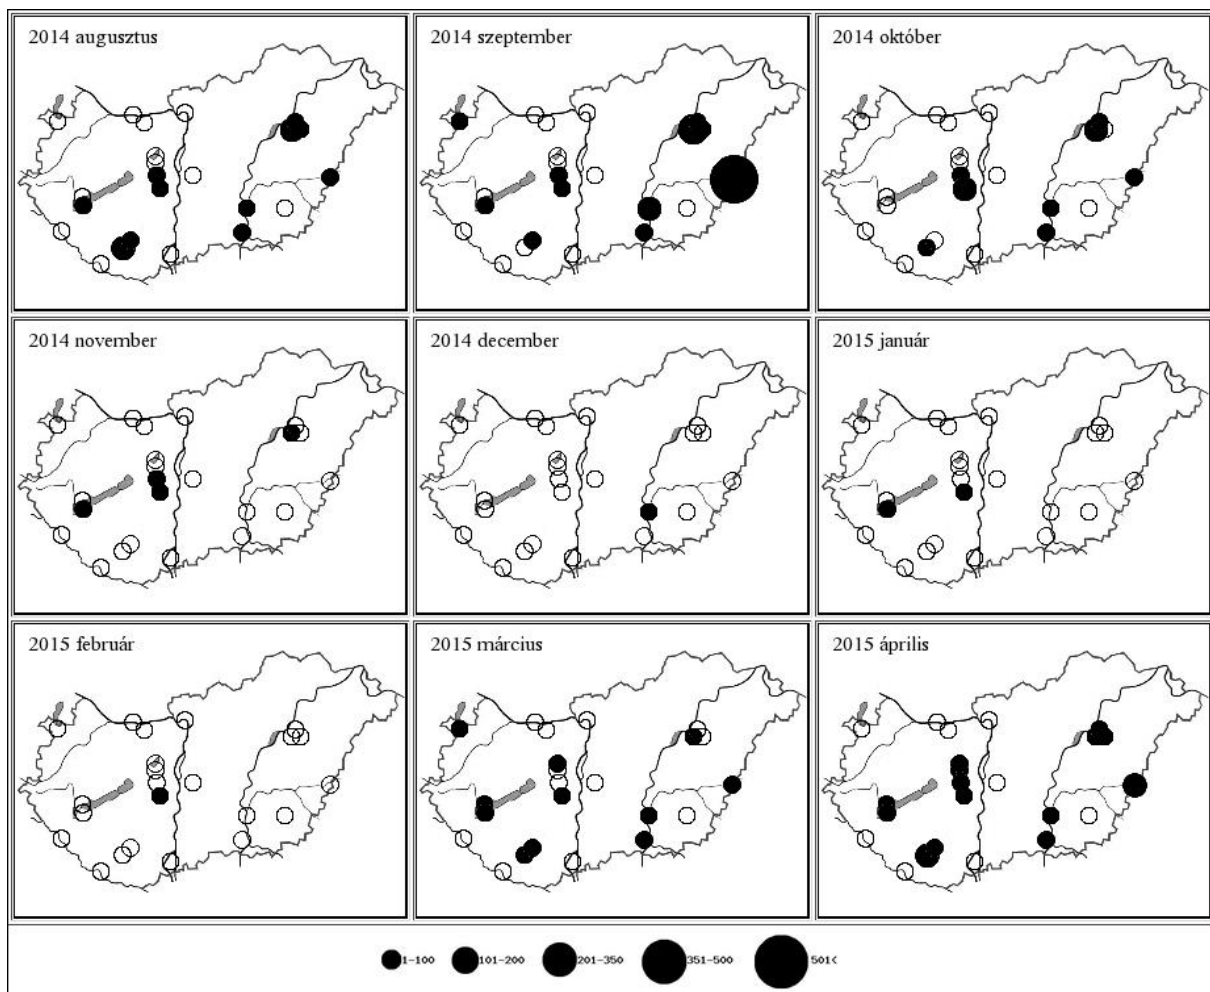 2014 augusztus
2014 szeptember
2014 október
2014 november
2014 december
2015 január
2015 február
2015 március
2015 április
1-100 101-200 201-350 351-500 501<